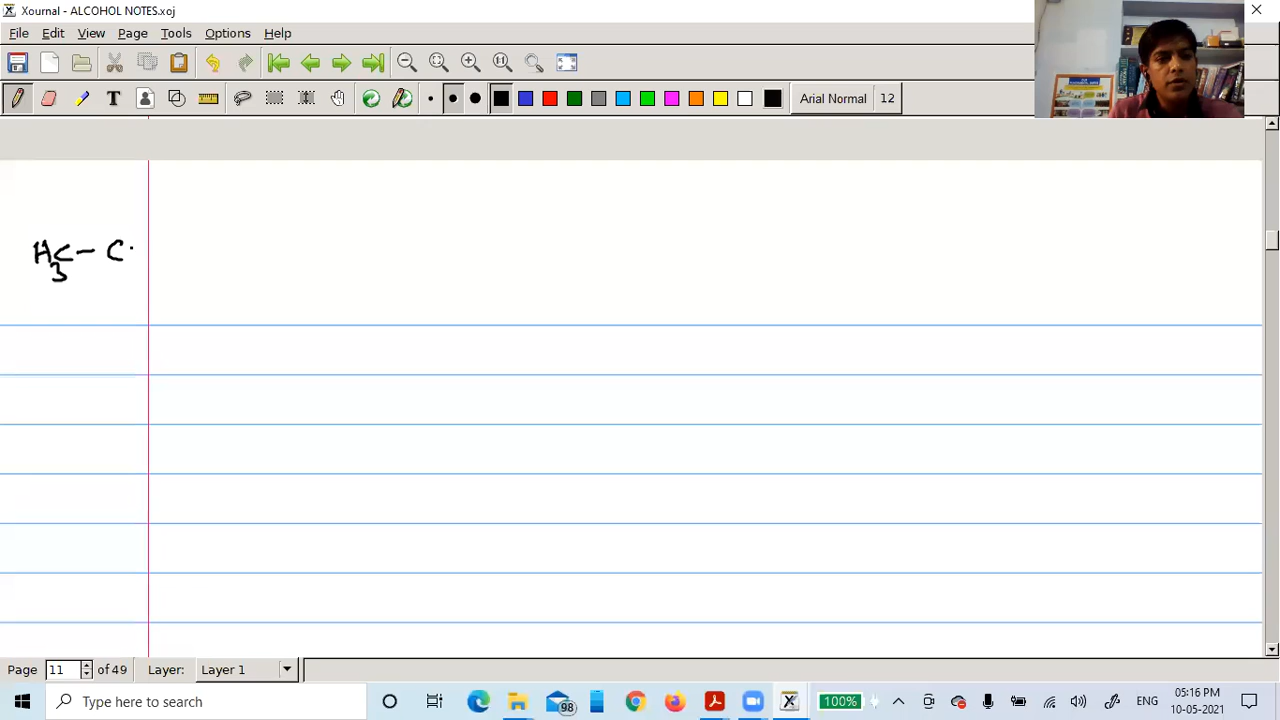 Xournal - ALCOHOL NOTES.xoj
File Edit View Page Tools Options Help
Arial Normal 12
H3C - C
Page 11 of 49 Layer: Layer 1
Type here to search
98
100%
ENG
05:16 PM
10-05-2021